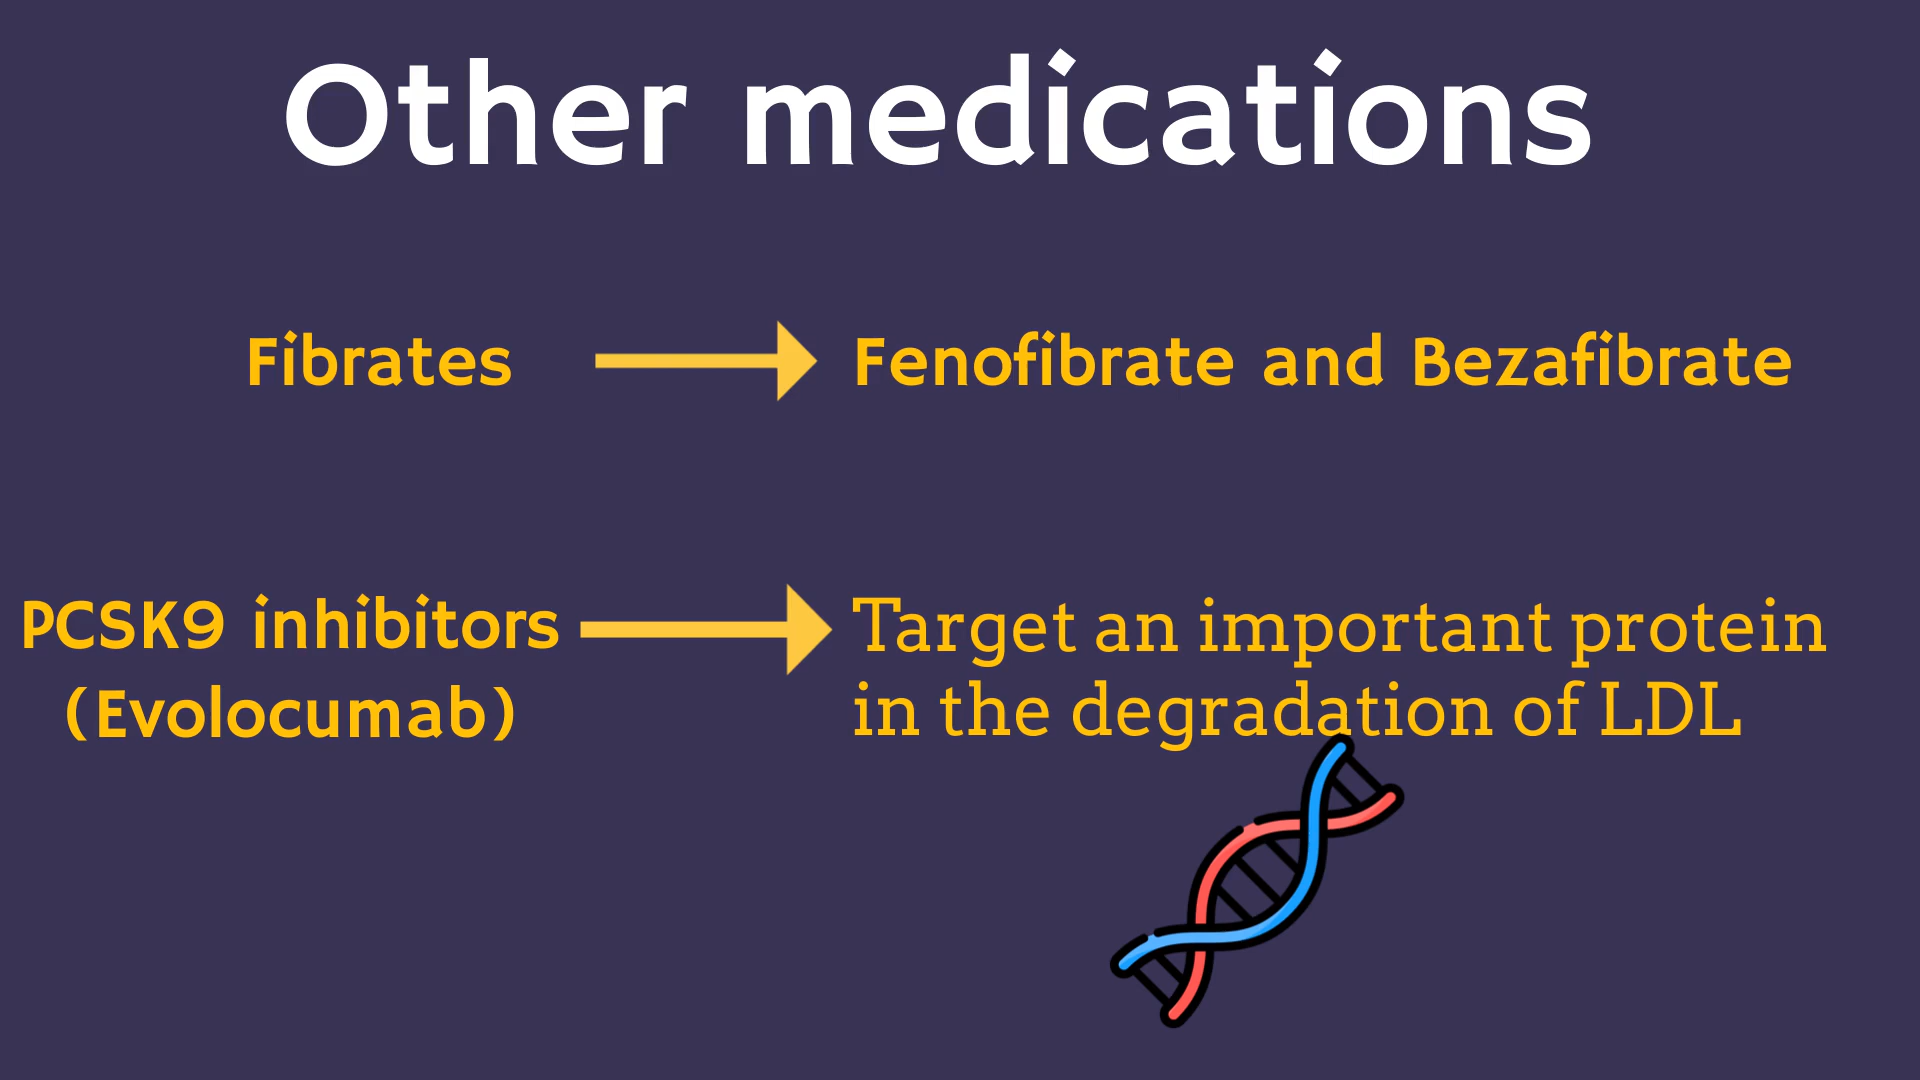 Other medications
Fibrates
Fenofibrate and Bezafibrate
PCSK9 inhibitors
(Evolocumab)
Target an important protein
in the degradation of LDL